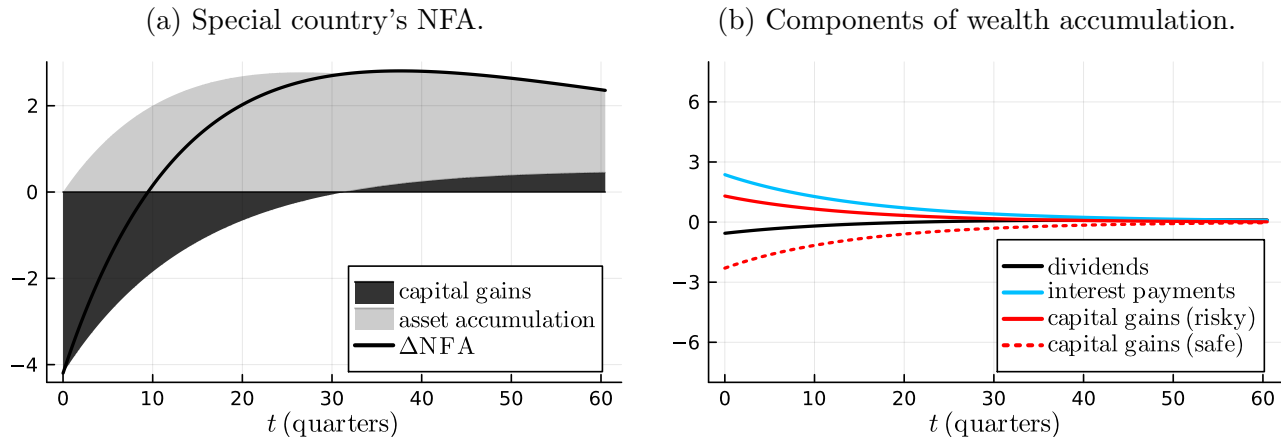 (a) Special country's NFA.
2
0
−2
−4
0 10 20 30 40 50 60
t (quarters)
capital gains
asset accumulation
ΔNFA
(b) Components of wealth accumulation.
6
3
0
−3
−6
0 10 20 30 40 50 60
t (quarters)
dividends
interest payments
capital gains (risky)
capital gains (safe)